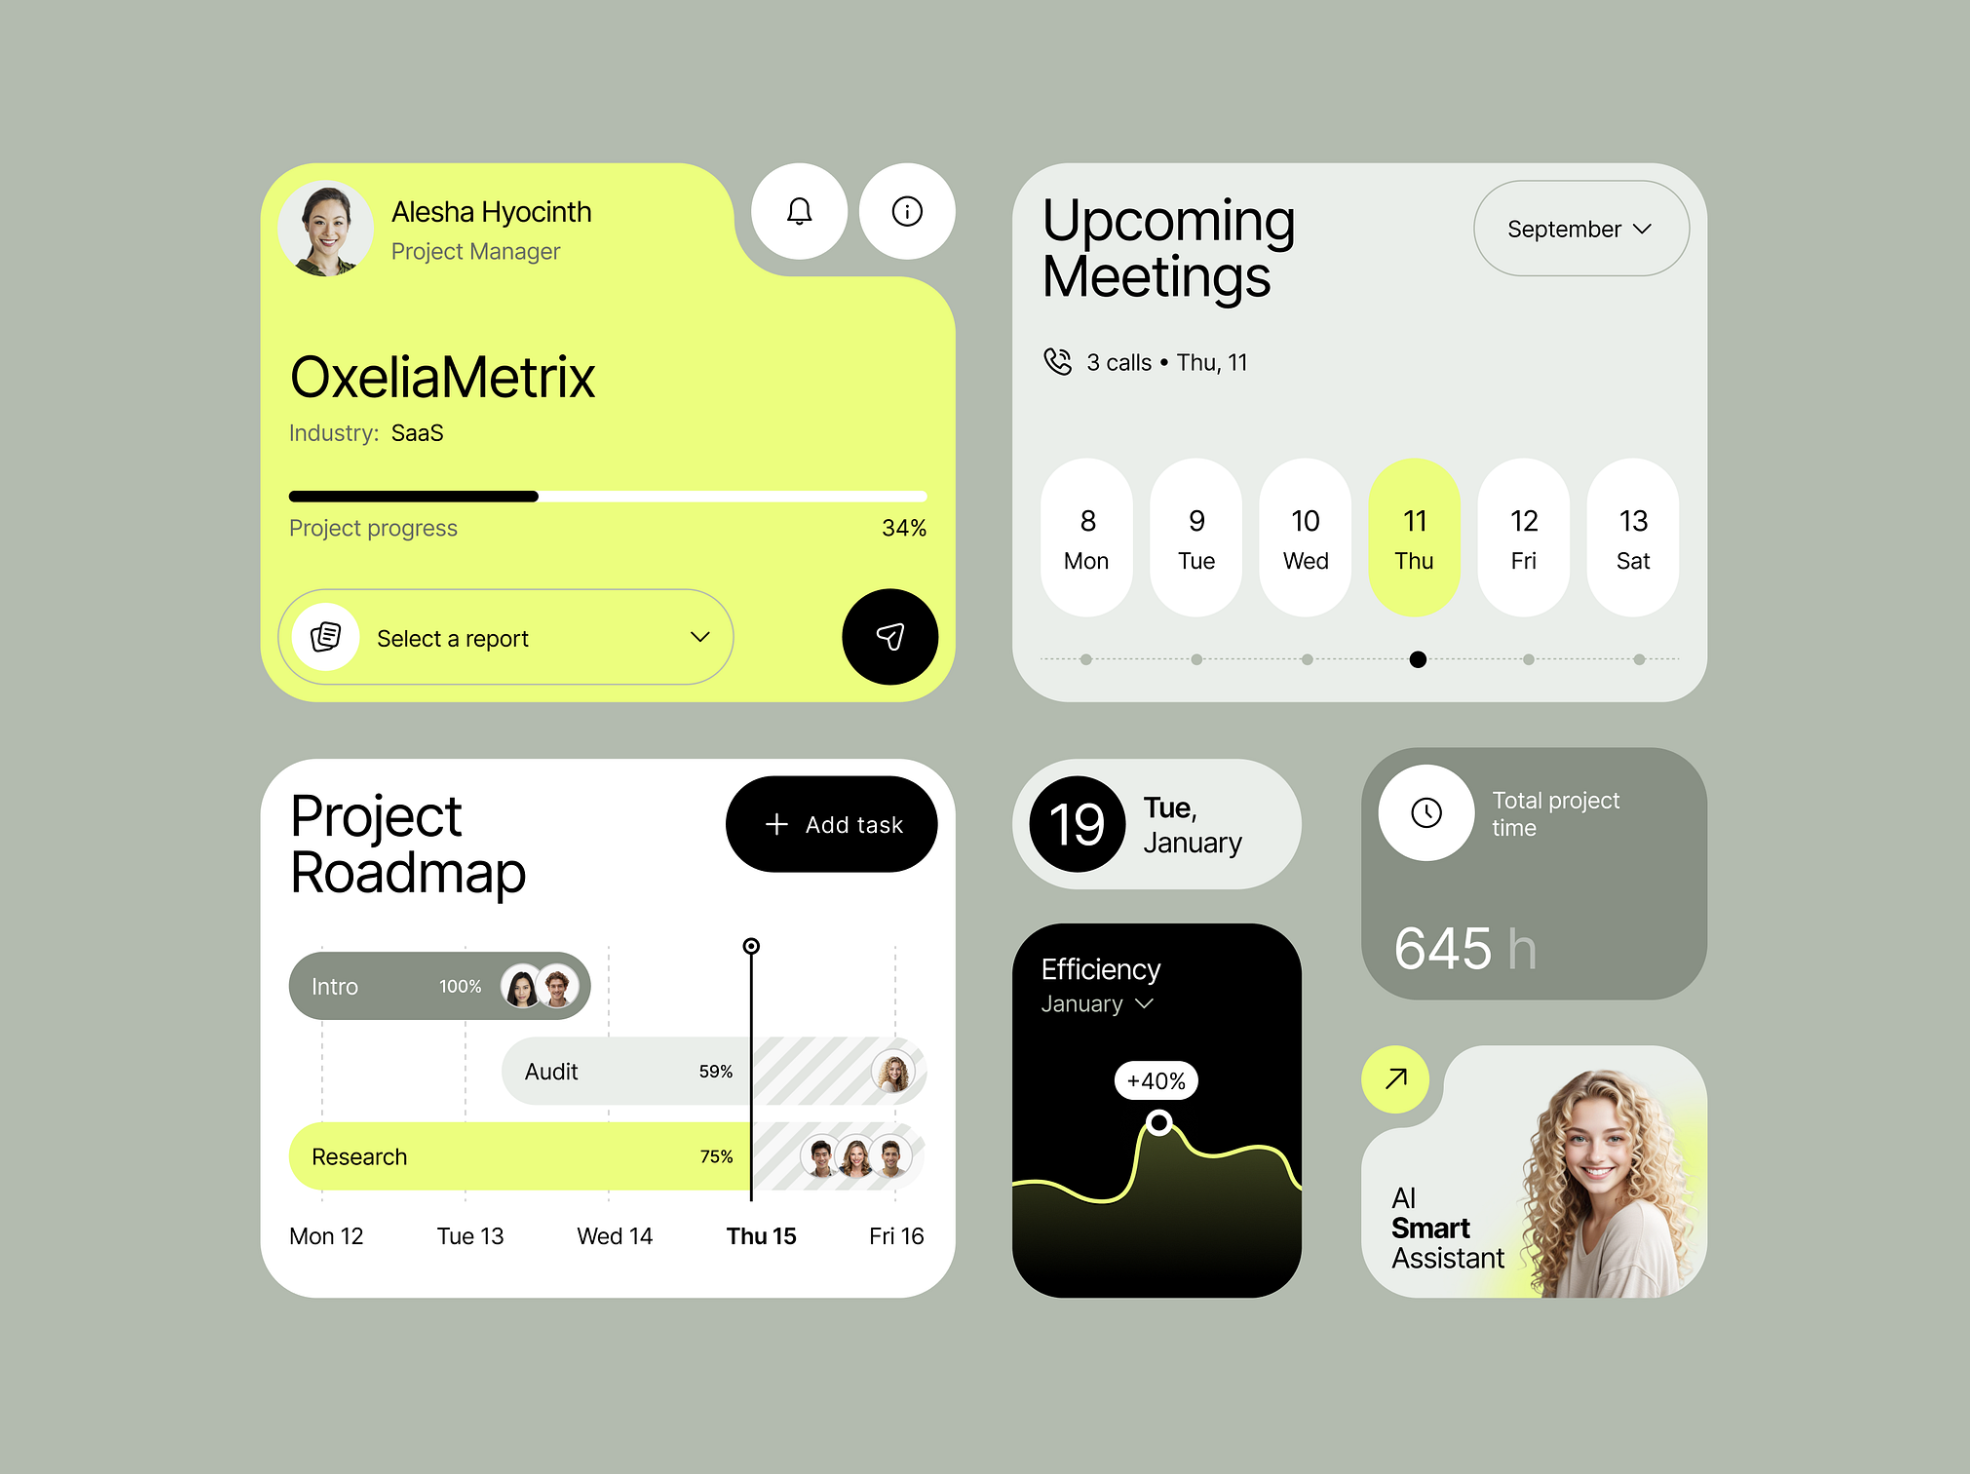 Alesha Hyocinth
Project Manager
OxeliaMetrix
Industry: SaaS
Project progress
34%
Select a report
Upcoming
Meetings
September
3 calls • Thu, 11
8
Mon
9
Tue
10
Wed
11
Thu
12
Fri
13
Sat
Project
Roadmap
+ Add task
Intro
100%
Audit
59%
Research
75%
Mon 12
Tue 13
Wed 14
Thu 15
Fri 16
19
Tue,
January
Efficiency
January
+40%
Total project
time
645 h
AI
Smart
Assistant